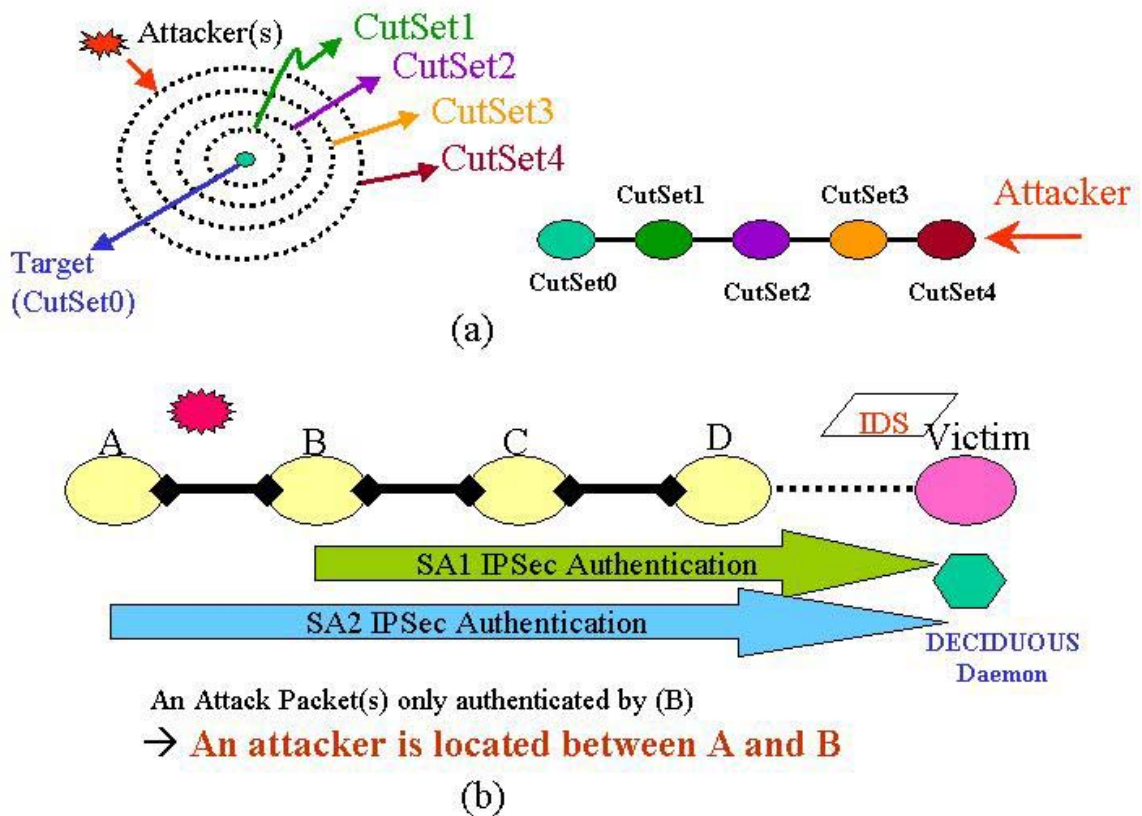 Attacker(s)
CutSet1
CutSet2
CutSet3
CutSet4
Target
(CutSet0)
CutSet1
CutSet3
Attacker
CutSet0
CutSet2
CutSet4
(a)
IDS
A
B
C
D
Victim
SA1 IPSec Authentication
SA2 IPSec Authentication
DECIDUOUS
Daemon
An Attack Packet(s) only authenticated by (B)
→ An attacker is located between A and B
(b)